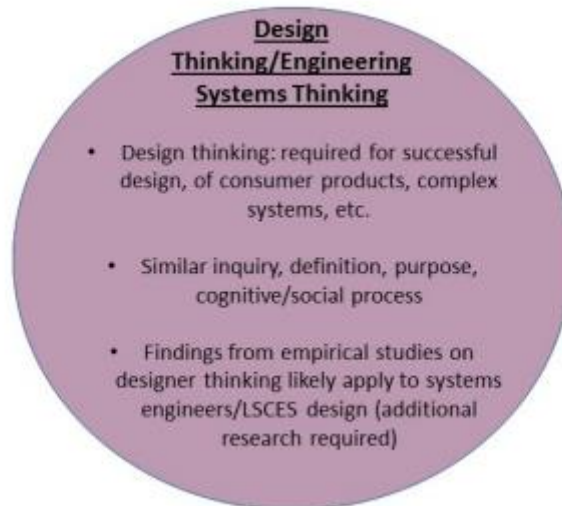 Design
Thinking/Engineering
Systems Thinking
• Design thinking: required for successful
design, of consumer products, complex
systems, etc.
• Similar inquiry, definition, purpose,
cognitive/social process
• Findings from empirical studies on
designer thinking likely apply to systems
engineers/LSCES design (additional
research required)